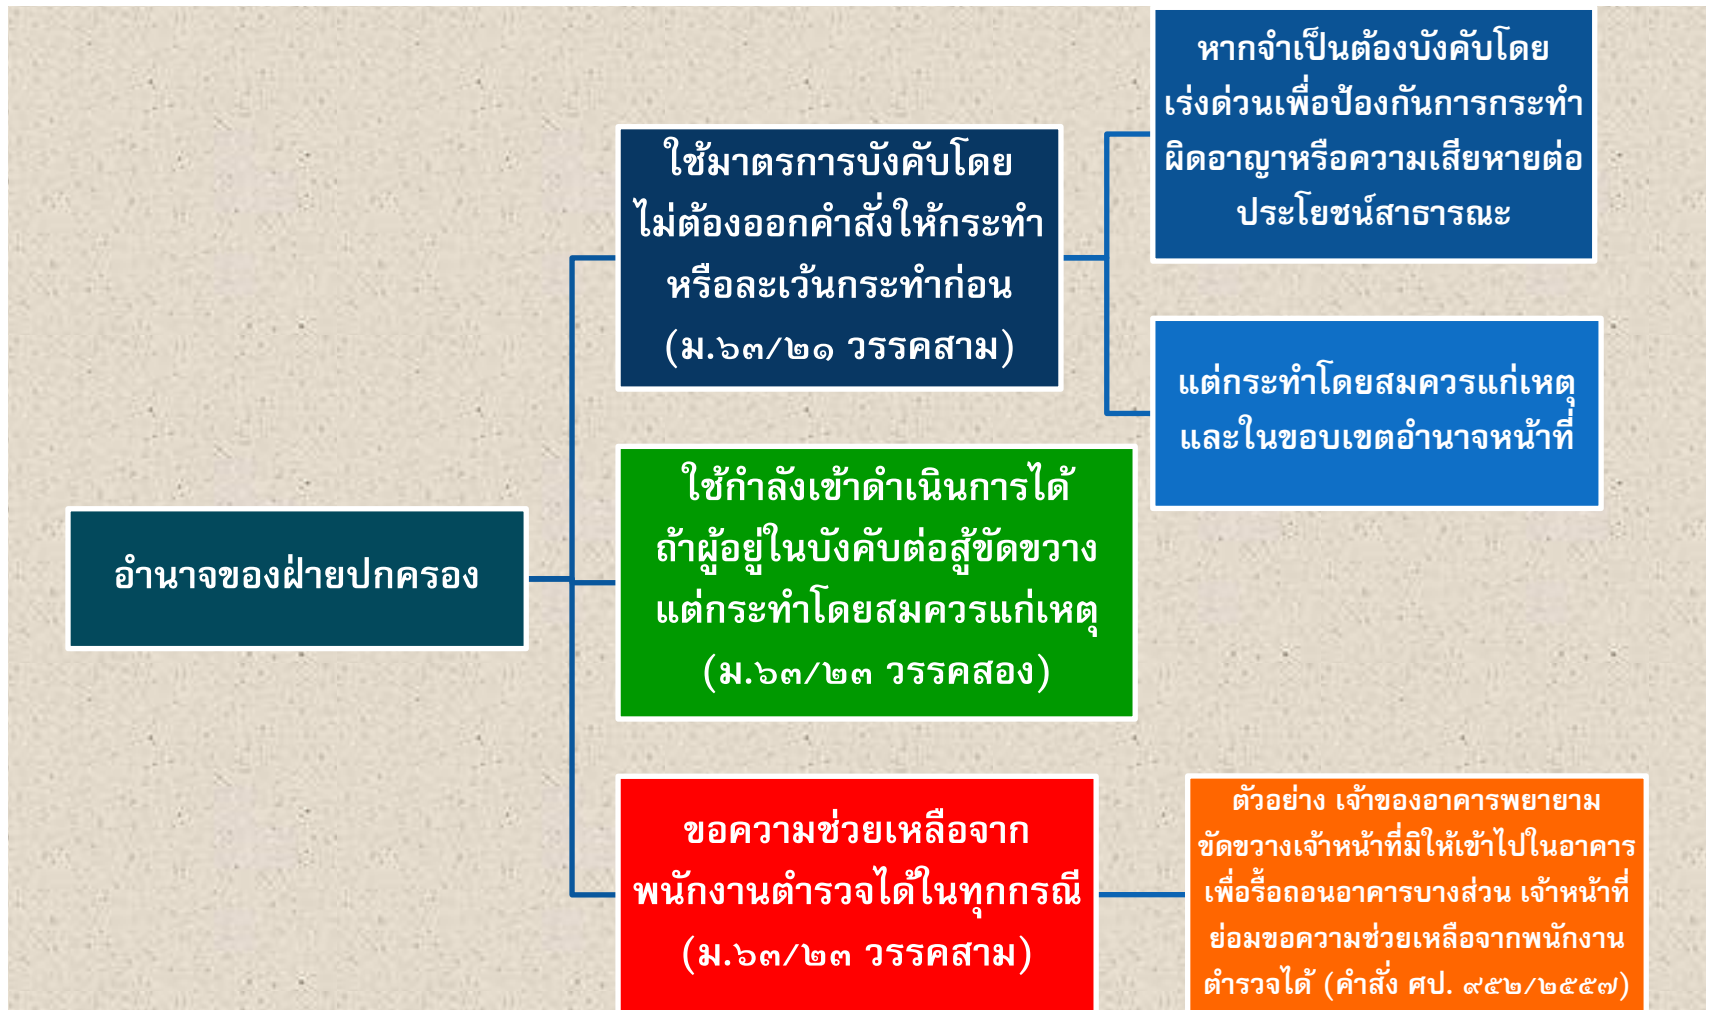 อำนาจของฝ่ายปกครอง
ใช้มาตรการบังคับโดย
ไม่ต้องออกคำสั่งให้กระทำ
หรือละเว้นกระทำก่อน
(ม.๖๓/๒๑ วรรคสาม)
หากจำเป็นต้องบังคับโดย
เร่งด่วนเพื่อป้องกันการกระทำ
ผิดอาญาหรือความเสียหายต่อ
ประโยชน์สาธารณะ
แต่กระทำโดยสมควรแก่เหตุ
และในขอบเขตอำนาจหน้าที่
ใช้กำลังเข้าดำเนินการได้
ถ้าผู้อยู่ในบังคับต่อสู้ขัดขวาง
แต่กระทำโดยสมควรแก่เหตุ
(ม.๖๓/๒๓ วรรคสอง)
ขอความช่วยเหลือจาก
พนักงานตำรวจได้ในทุกกรณี
(ม.๖๓/๒๓ วรรคสาม)
ตัวอย่าง เจ้าของอาคารพยายาม
ขัดขวางเจ้าหน้าที่มิให้เข้าไปในอาคาร
เพื่อรื้อถอนอาคารบางส่วน เจ้าหน้าที่
ย่อมขอความช่วยเหลือจากพนักงาน
ตำรวจได้ (คำสั่ง ศป. ๙๕๒/๒๕๕๗)